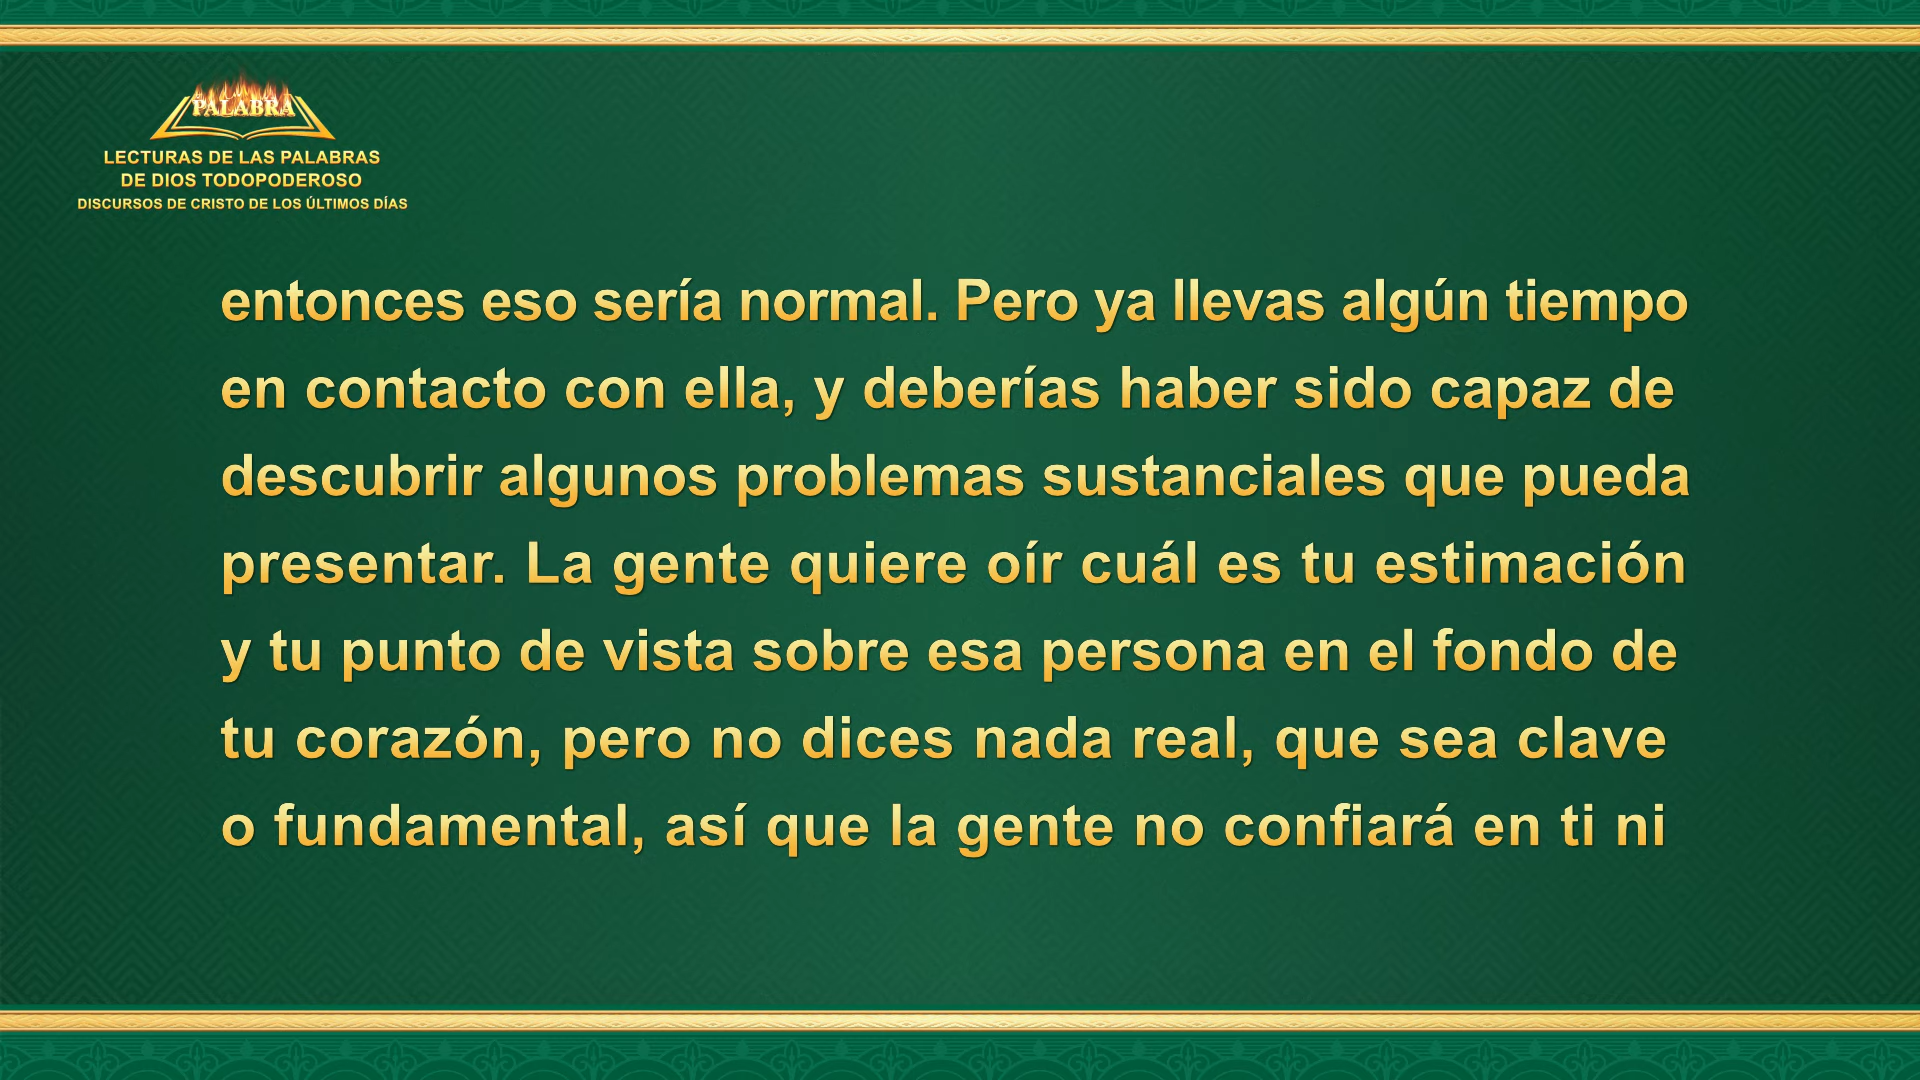 PALABRA
LECTURAS DE LAS PALABRAS
DE DIOS TODOPODEROSO
DISCURSOS DE CRISTO DE LOS ÚLTIMOS DÍAS
entonces eso sería normal. Pero ya llevas algún tiempo
en contacto con ella, y deberías haber sido capaz de
descubrir algunos problemas sustanciales que pueda
presentar. La gente quiere oír cuál es tu estimación
y tu punto de vista sobre esa persona en el fondo de
tu corazón, pero no dices nada real, que sea clave
o fundamental, así que la gente no confiará en ti ni